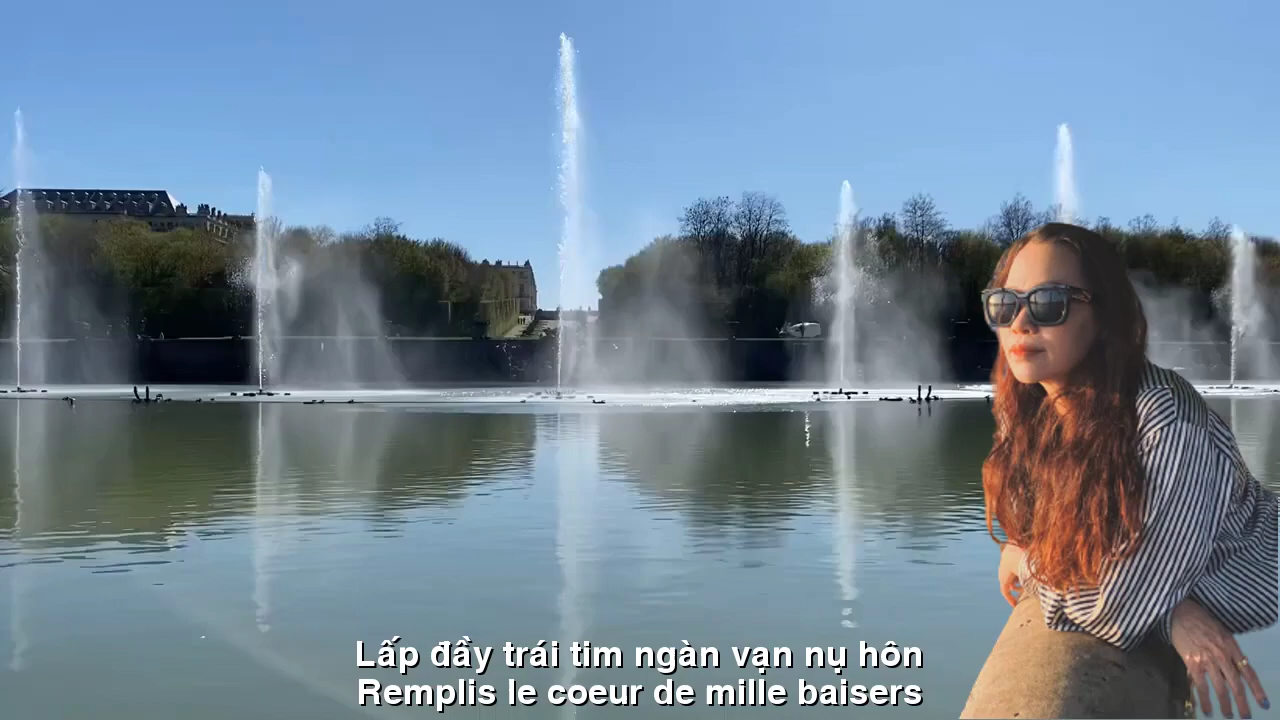 Lấp đầy trái tim ngàn vạn nụ hôn
Remplis le coeur de mille baisers